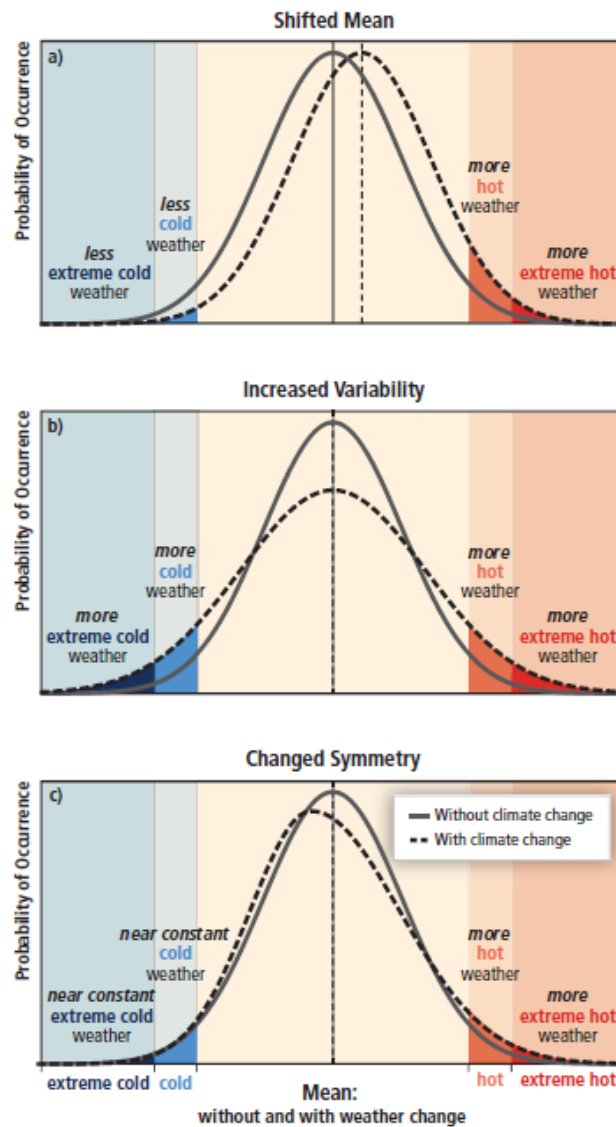 Shifted Mean
a)
Probability of Occurrence
less
extreme cold
weather
less
cold
weather
more
hot
weather
more
extreme hot
weather
Increased Variability
b)
Probability of Occurrence
more
extreme cold
weather
more
cold
weather
more
hot
weather
more
extreme hot
weather
Changed Symmetry
c)
Probability of Occurrence
Without climate change
With climate change
near constant
extreme cold
weather
near constant
cold
weather
more
hot
weather
more
extreme hot
weather
extreme cold
cold
Mean:
without and with weather change
hot
extreme hot